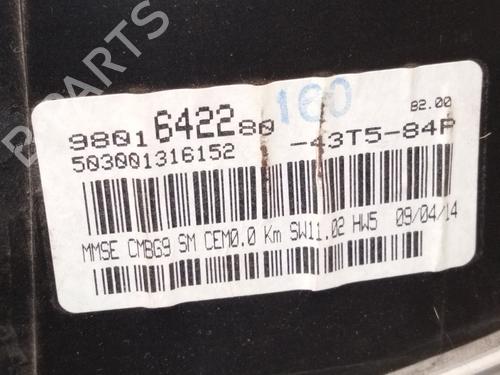 B PARTS
160
82.00
9801642280
-43T5-84P
503001316152
MMSE CMBG9 SM CEM0.0 Km SW11.02 HW5 09/04/14